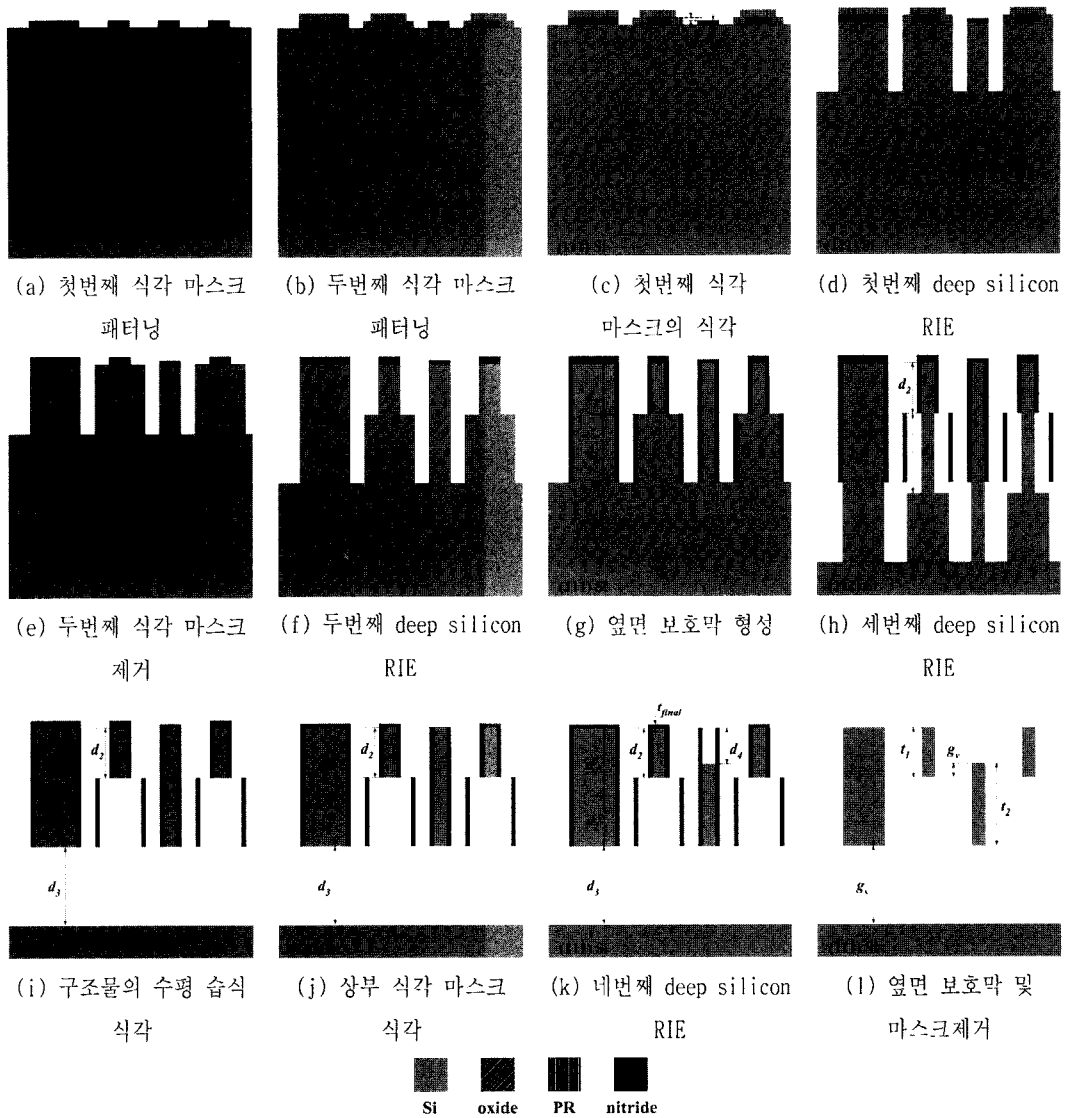 (a) 첫번째 식각 마스크
패터닝
(b) 두번째 식각 마스크
패터닝
(c) 첫번째 식각
마스크의 식각
(d) 첫번째 deep silicon
RIE
(e) 두번째 식각 마스크
제거
(f) 두번째 deep silicon
RIE
d2
(g) 옆면 보호막 형성
(h) 세번째 deep silicon
RIE
d2
d3
(i) 구조물의 수평 습식
식각
d2
d3
(j) 상부 식각 마스크
식각
tfinal
d2
d4
d3
(k) 네번째 deep silicon
RIE
t1
gv
t2
(l) 옆면 보호막 및
마스크제거
Si
oxide
PR
nitride